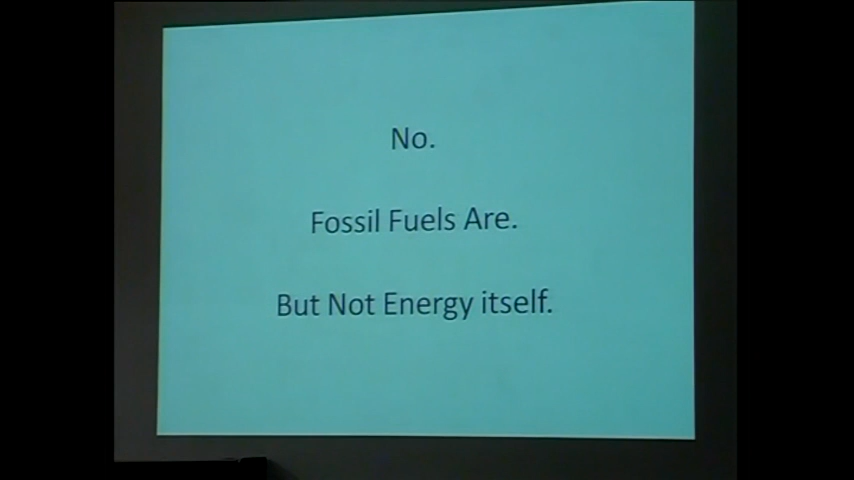 No.
Fossil Fuels Are.
But Not Energy itself.